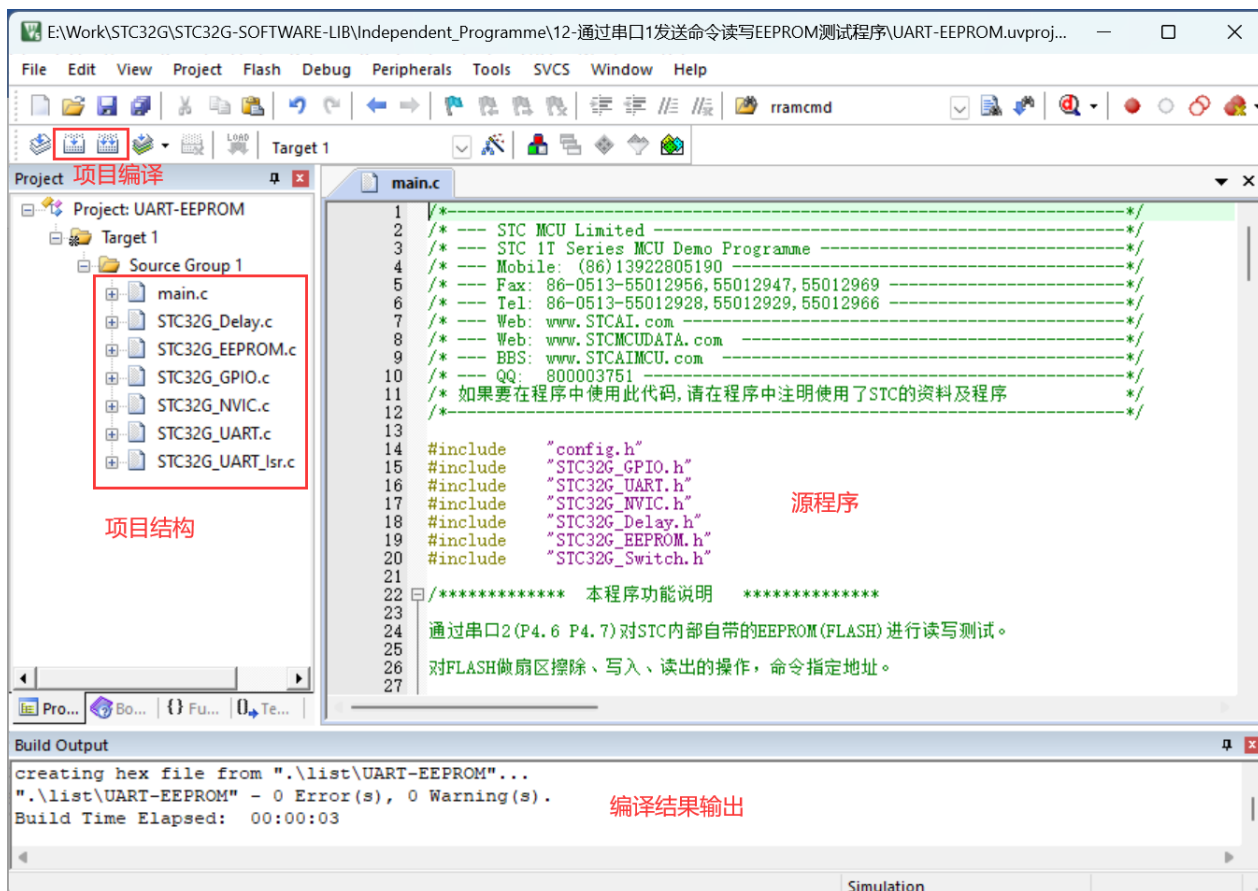 E:\Work\STC32G\STC32G-SOFTWARE-LIB\Independent_Programme\12-通过串口1发送命令读写EEPROM测试程序\UART-EEPROM.uvproj...
File Edit View Project Flash Debug Peripherals Tools SVCS Window Help
rramcmd
LOAD
Target 1
Project
项目编译
main.c
Project: UART-EEPROM
Target 1
Source Group 1
main.c
STC32G_Delay.c
STC32G_EEPROM.c
STC32G_GPIO.c
STC32G_NVIC.c
STC32G_UART.c
STC32G_UART_Isr.c
项目结构
1 /*---------------------------------------------------------------------*/
2 /* --- STC MCU Limited ------------------------------------------------*/
3 /* --- STC 1T Series MCU Demo Programme -------------------------------*/
4 /* --- Mobile: (86)13922805190 ----------------------------------------*/
5 /* --- Fax: 86-0513-55012956,55012947,55012969 ------------------------*/
6 /* --- Tel: 86-0513-55012928,55012929,55012966 ------------------------*/
7 /* --- Web: www.STCAI.com ---------------------------------------------*/
8 /* --- Web: www.STCMCUDATA.com ---------------------------------------*/
9 /* --- BBS: www.STCAIMCU.com -----------------------------------------*/
10 /* --- QQ: 800003751 -------------------------------------------------*/
11 /* 如果要在程序中使用此代码,请在程序中注明使用了STC的资料及程序 */
12 /*---------------------------------------------------------------------*/
13
14 #include "config.h"
15 #include "STC32G_GPIO.h"
16 #include "STC32G_UART.h"
17 #include "STC32G_NVIC.h"
18 #include "STC32G_Delay.h"
19 #include "STC32G_EEPROM.h"
20 #include "STC32G_Switch.h"
源程序
21
22 /************* 本程序功能说明 **************
23
24 通过串口2(P4.6 P4.7)对STC内部自带的EEPROM(FLASH)进行读写测试。
25
26 对FLASH做扇区擦除、写入、读出的操作，命令指定地址。
27
Pro... Bo... {} Fu... Te...
Build Output
creating hex file from ".\list\UART-EEPROM"...
".\list\UART-EEPROM" - 0 Error(s), 0 Warning(s).
Build Time Elapsed: 00:00:03
编译结果输出
Simulation